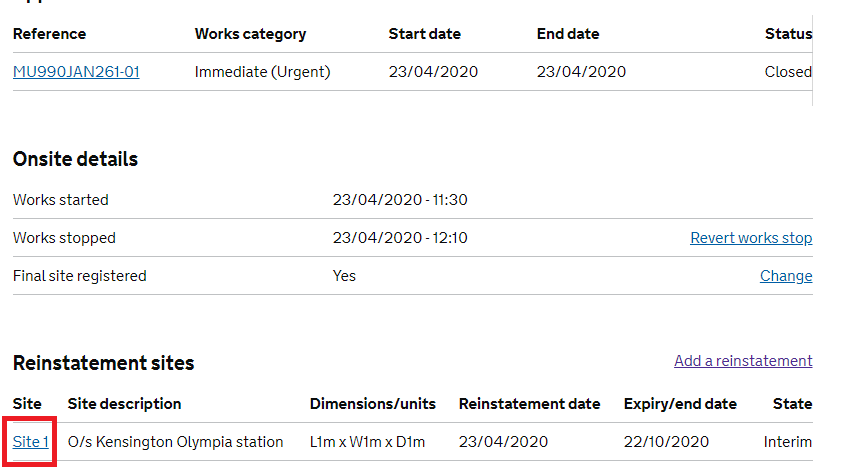 Reference Works category Start date End date Status
MU990JAN261-01 Immediate (Urgent) 23/04/2020 23/04/2020 Closed
Onsite details
Works started 23/04/2020 - 11:30
Works stopped 23/04/2020 - 12:10 Revert works stop
Final site registered Yes Change
Reinstatement sites Add a reinstatement
Site Site description Dimensions/units Reinstatement date Expiry/end date State
Site 1 O/s Kensington Olympia station L1m x W1m x D1m 23/04/2020 22/10/2020 Interim